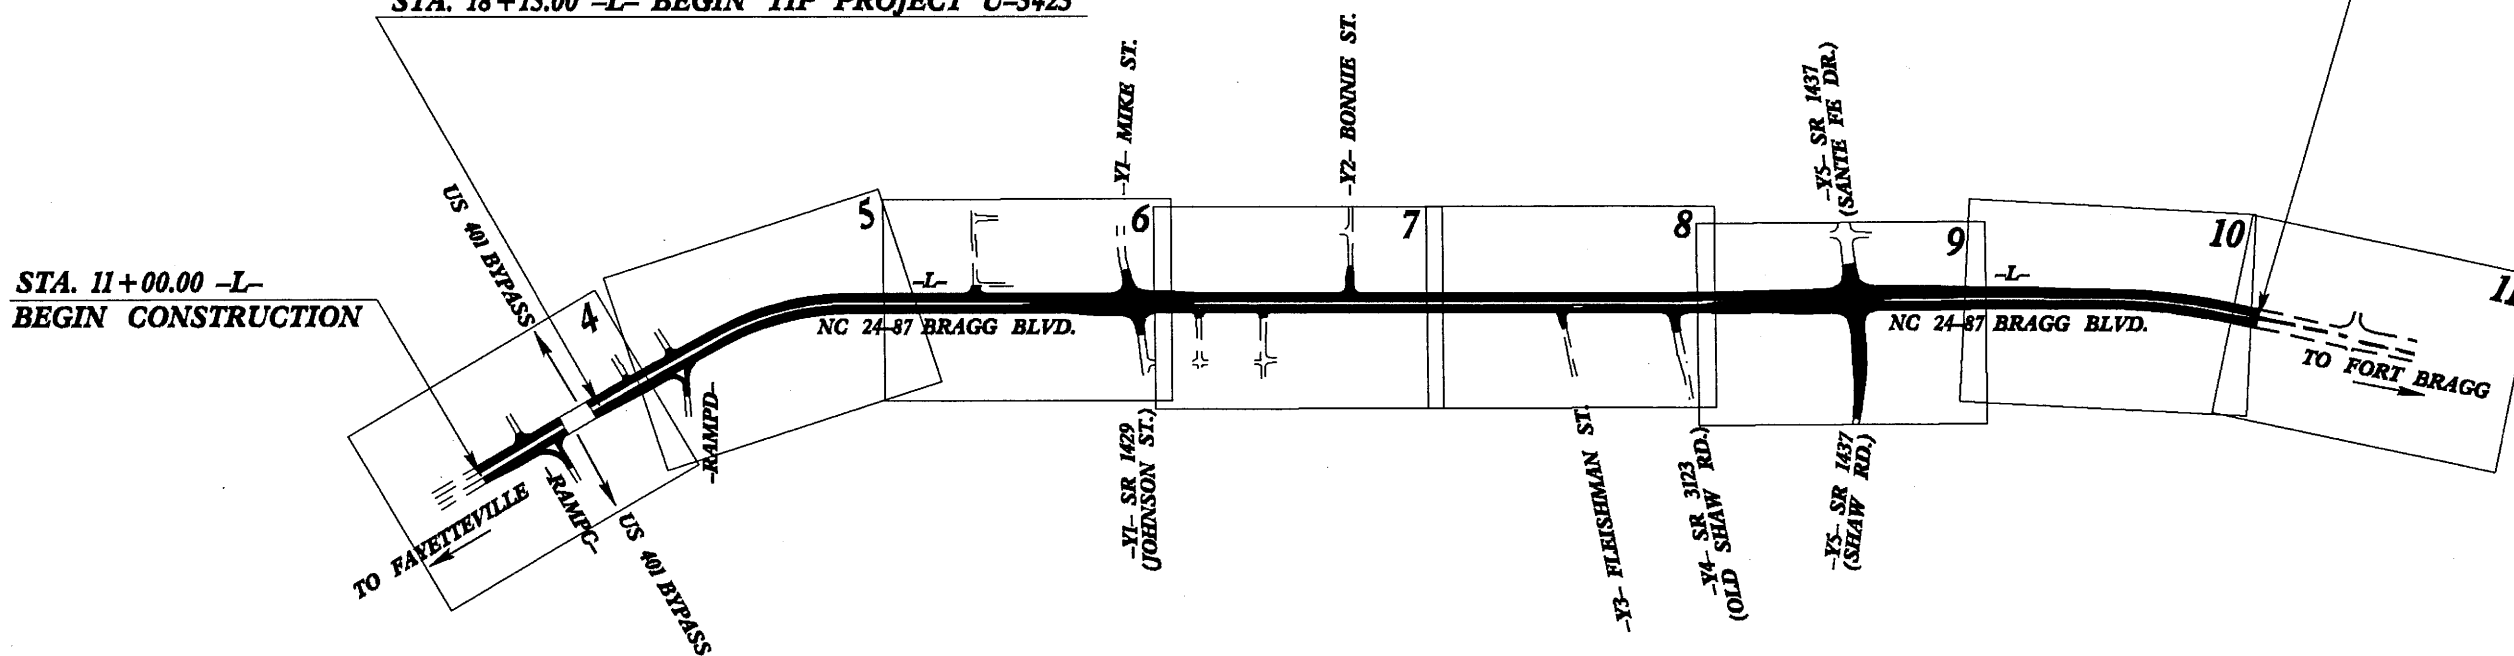 STA. 18+15.00 -L- BEGIN TIP PROJECT U-3423
STA. 11+00.00 -L-
BEGIN CONSTRUCTION
US 401 BYPASS
4
5
6
7
8
9
10
11
-L-
NC 24-87 BRAGG BLVD.
-Y1- MIKE ST.
-Y2- BONNIE ST.
-Y5- SR 1437
(SANTE FE DR.)
-L-
NC 24-87 BRAGG BLVD.
TO FORT BRAGG
TO FAYETTEVILLE
-RAMPC-
US 401 BYPASS
-RAMPD-
-Y1- SR 1429
(JOHNSON ST.)
-Y3- FLEISHMAN ST.
-Y4- SR 3123
(OLD SHAW RD.)
-Y5- SR 1437
(SHAW RD.)